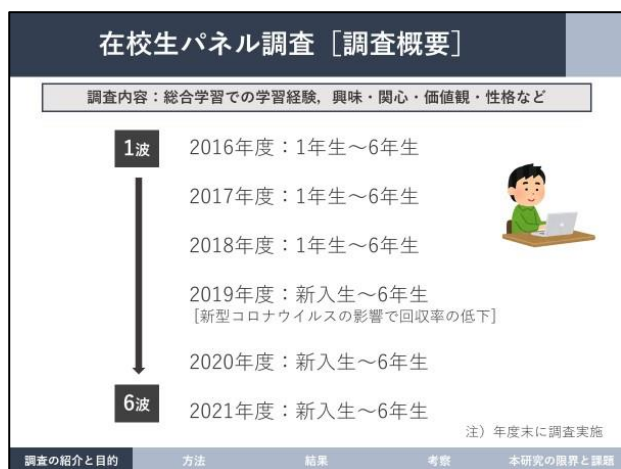 在校生パネル調査［調査概要］
調査内容：総合学習での学習経験，興味・関心・価値観・性格など
1波
2016年度：1年生～6年生
2017年度：1年生～6年生
2018年度：1年生～6年生
2019年度：新入生～6年生
[新型コロナウイルスの影響で回収率の低下]
2020年度：新入生～6年生
6波
2021年度：新入生～6年生
注）年度末に調査実施
調査の紹介と目的 方法 結果 考察 本研究の限界と課題